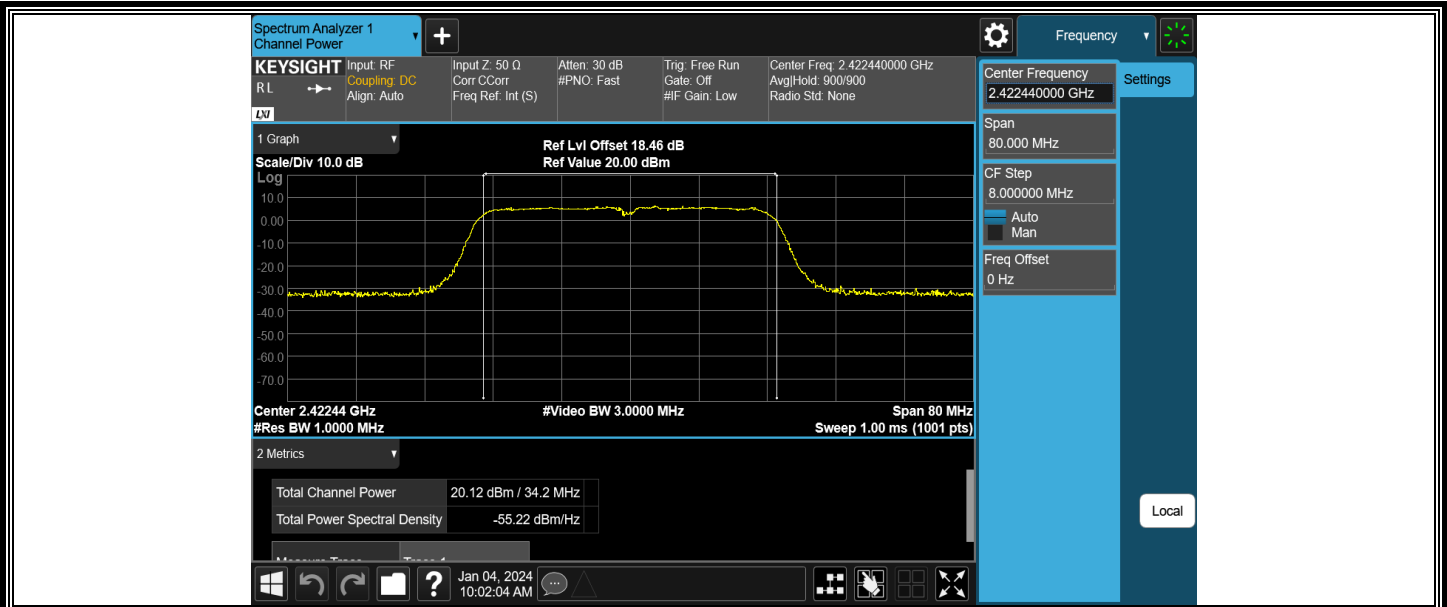 Spectrum Analyzer 1
Channel Power
Frequency
KEYSIGHT
R L
LXI
Input: RF
Coupling: DC
Align: Auto
Input Z: 50 Ω
Corr CCorr
Freq Ref: Int (S)
Atten: 30 dB
#PNO: Fast
Trig: Free Run
Gate: Off
#IF Gain: Low
Center Freq: 2.422440000 GHz
Avg|Hold: 900/900
Radio Std: None
Center Frequency
2.422440000 GHz
Settings
Span
80.000 MHz
CF Step
8.000000 MHz
Auto
Man
Freq Offset
0 Hz
1 Graph
Scale/Div 10.0 dB
Ref Lvl Offset 18.46 dB
Ref Value 20.00 dBm
Log
10.0
0.00
-10.0
-20.0
-30.0
-40.0
-50.0
-60.0
-70.0
Center 2.42244 GHz
#Res BW 1.0000 MHz
#Video BW 3.0000 MHz
Span 80 MHz
Sweep 1.00 ms (1001 pts)
2 Metrics
Total Channel Power 20.12 dBm / 34.2 MHz
Total Power Spectral Density -55.22 dBm/Hz
Measure Trace Trace 1
Local
?
Jan 04, 2024
10:02:04 AM